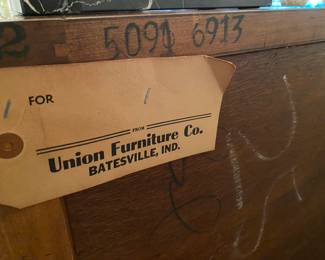 2 5091 6913
FOR
FROM
Union Furniture Co.
BATESVILLE, IND.